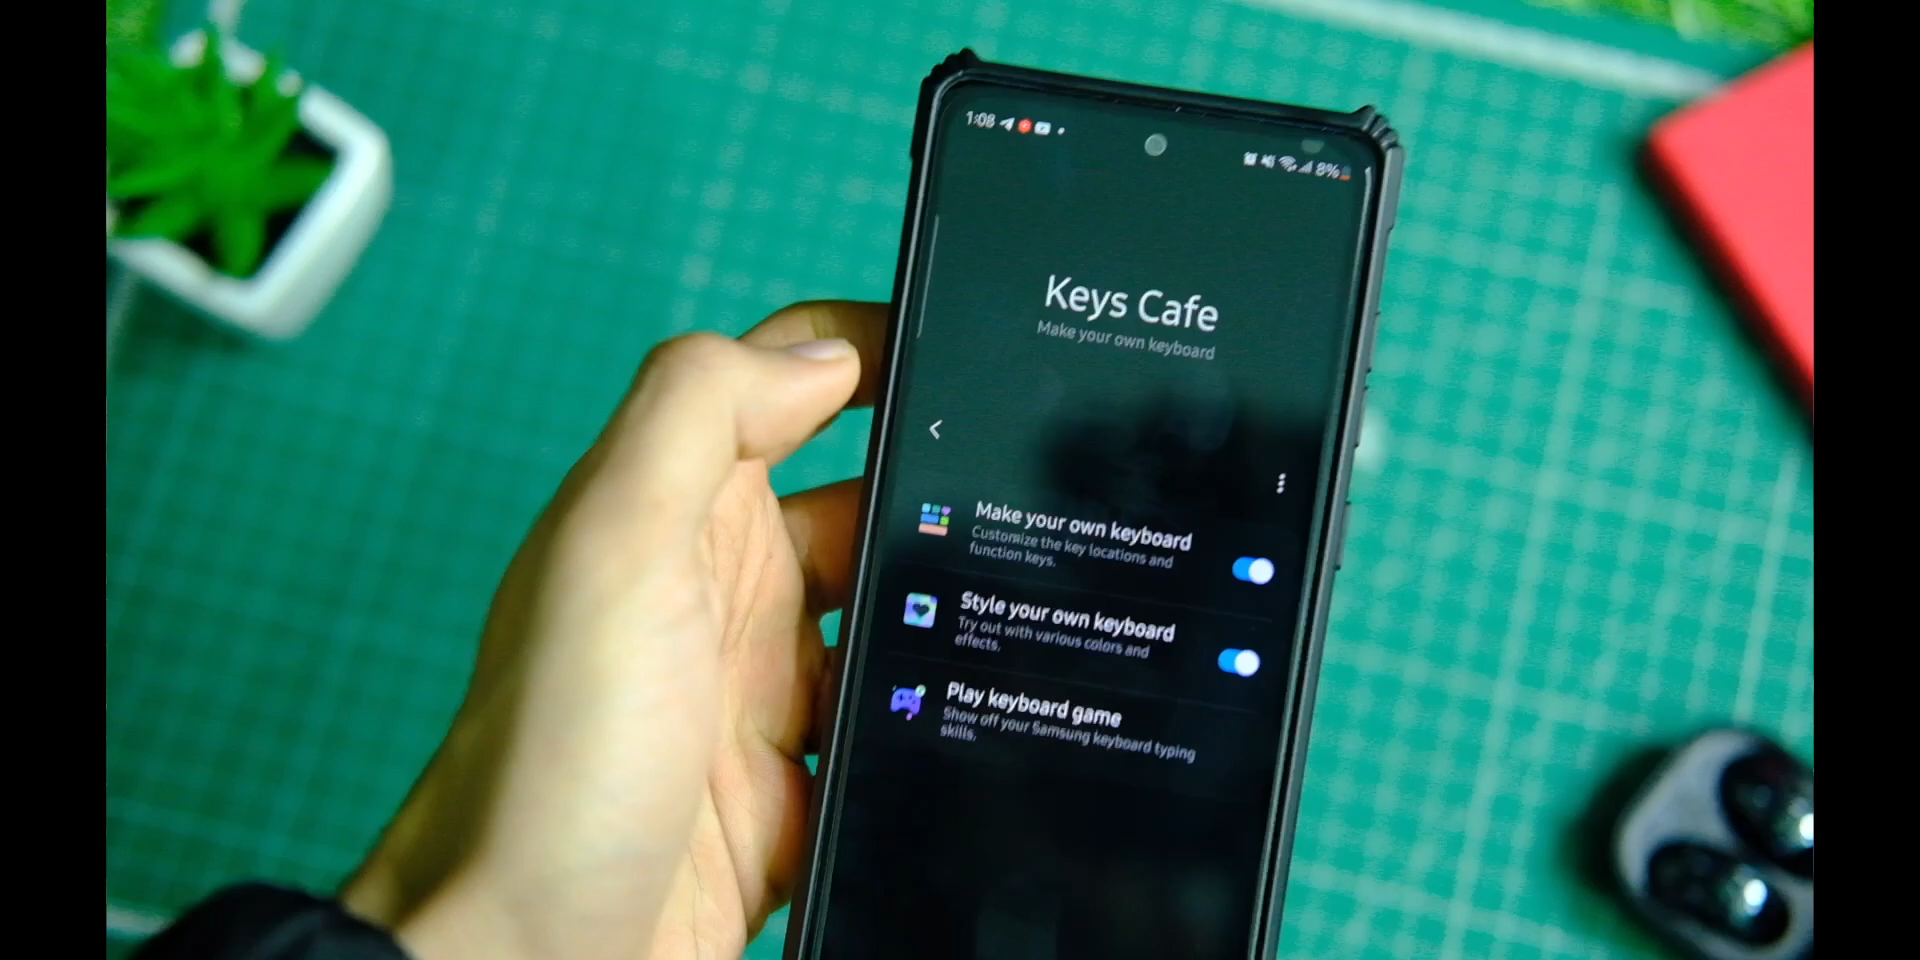 1:08
8%
Keys Cafe
Make your own keyboard
Make your own keyboard
Customize the key locations and
function keys.
Style your own keyboard
Try out with various colors and
effects.
Play keyboard game
Show off your Samsung keyboard typing
skills.